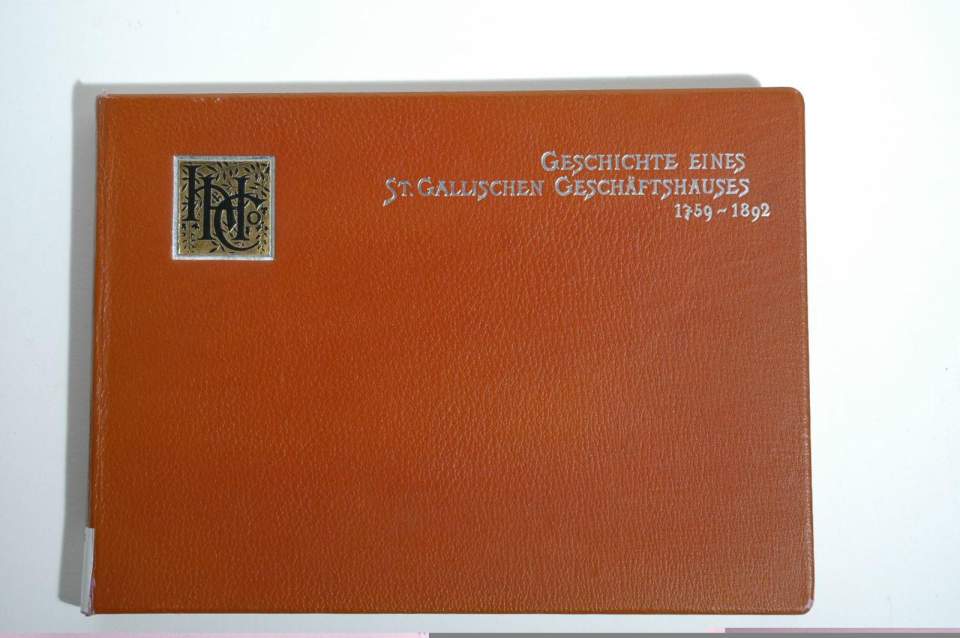 GESCHICHTE EINES
ST. GALLISCHEN GESCHÄFTSHAUSES
1759~1892